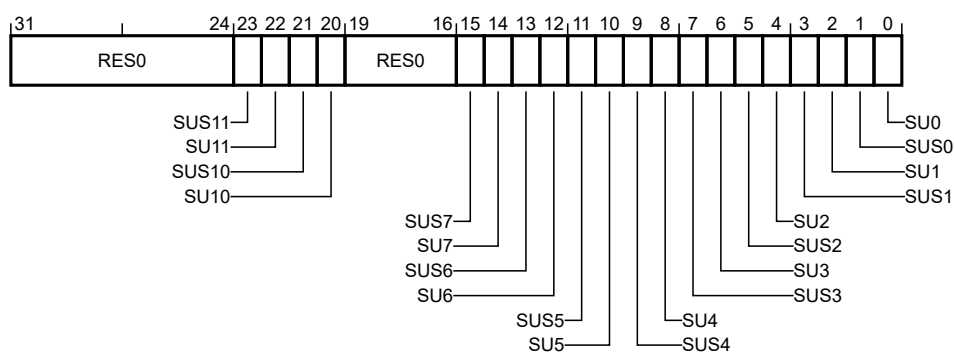 31 24 23 22 21 20 19 16 15 14 13 12 11 10 9 8 7 6 5 4 3 2 1 0
RES0 RES0
SUS11 SU0
SU11 SUS0
SUS10 SU1
SU10 SUS1
SUS7 SU2
SU7 SUS2
SUS6 SU3
SU6 SUS3
SUS5 SU4
SU5 SUS4